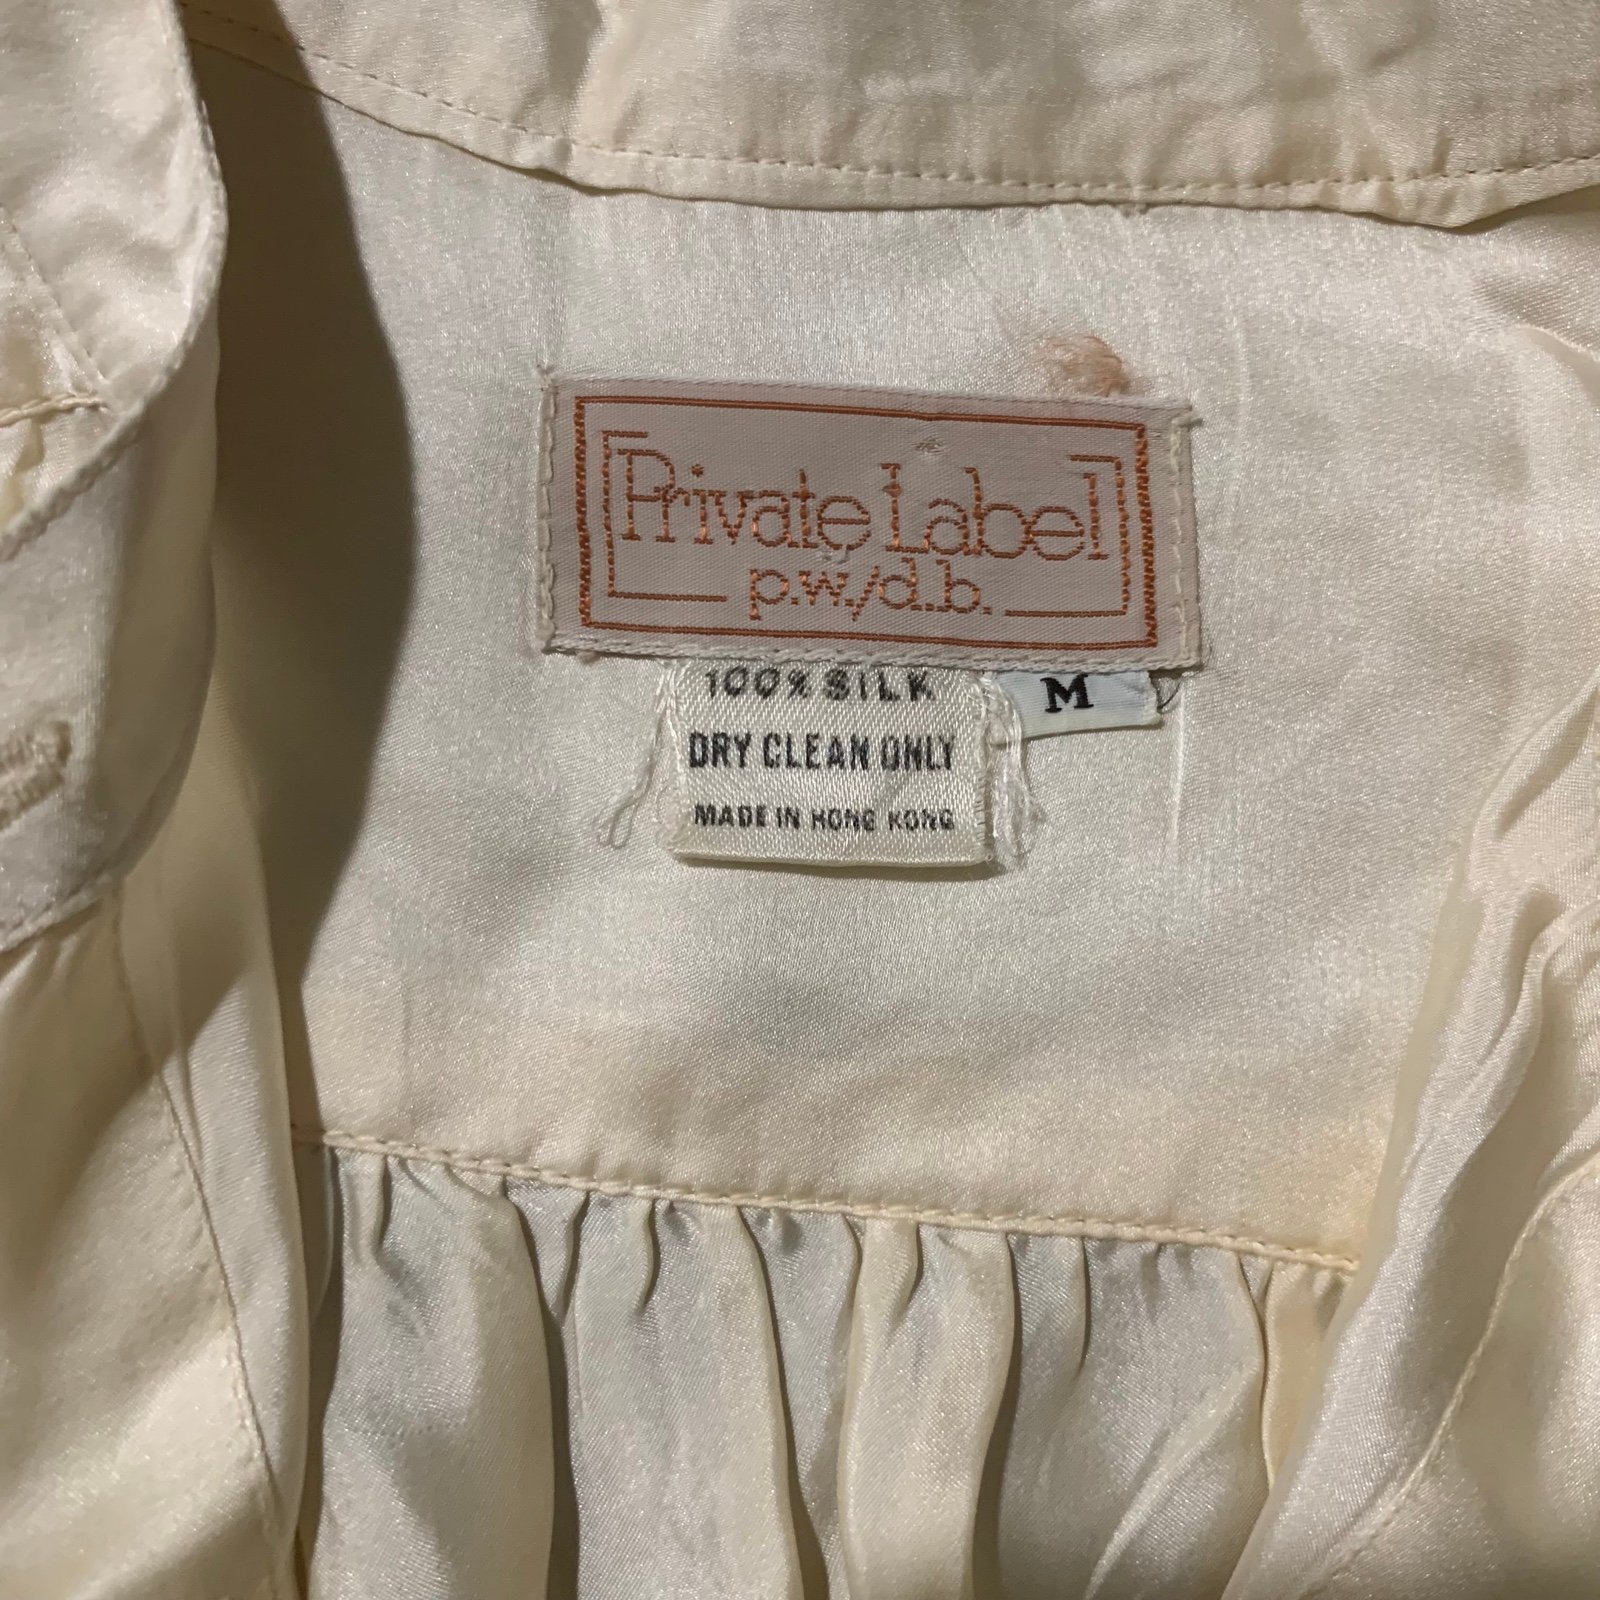 Private Label
p.w./d.b.
100% SILK
M
DRY CLEAN ONLY
MADE IN HONG KONG